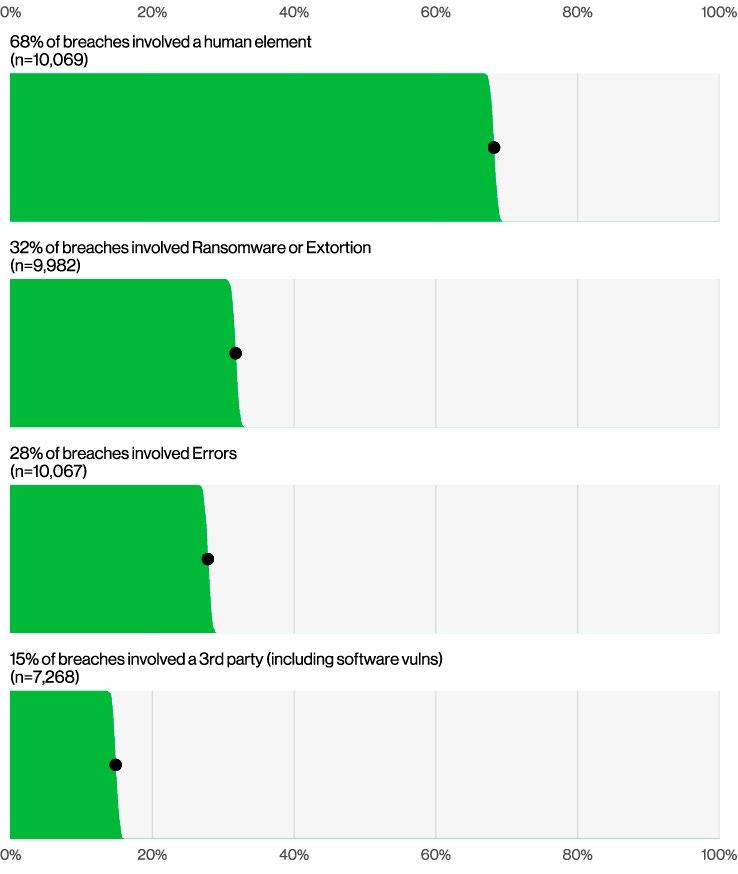 0% 20% 40% 60% 80% 100%
68% of breaches involved a human element
(n=10,069)
32% of breaches involved Ransomware or Extortion
(n=9,982)
28% of breaches involved Errors
(n=10,067)
15% of breaches involved a 3rd party (including software vulns)
(n=7,268)
0% 20% 40% 60% 80% 100%